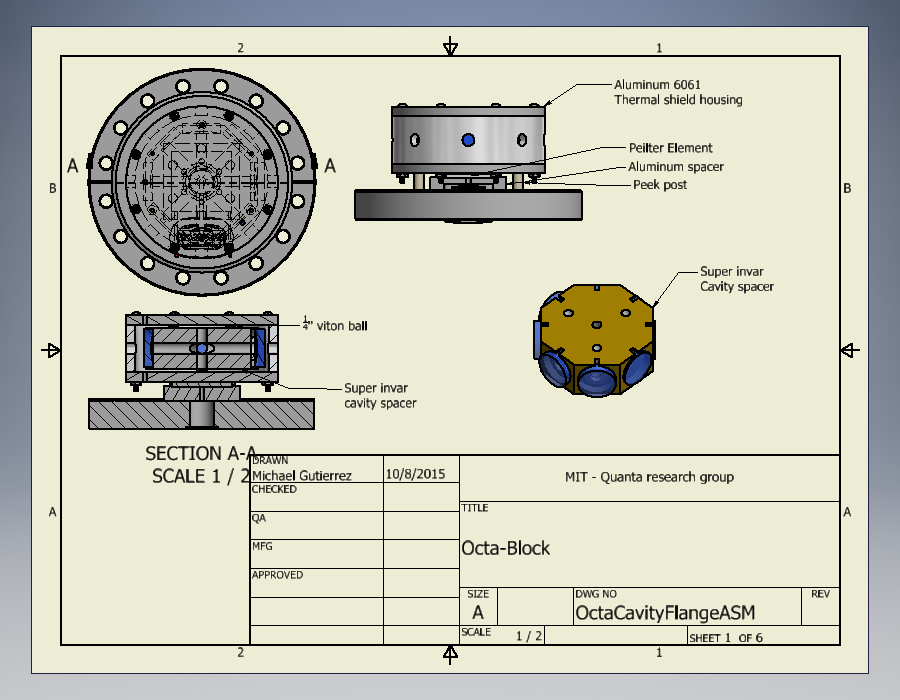 2
1
Aluminum 6061
Thermal shield housing
Peilter Element
Aluminum spacer
Peek post
A
A
B
B
Super invar
Cavity spacer
1/4" viton ball
Super invar
cavity spacer
SECTION A-A
SCALE 1 / 2
DRAWN
Michael Gutierrez
10/8/2015
CHECKED
QA
MFG
APPROVED
MIT - Quanta research group
TITLE
Octa-Block
SIZE
A
DWG NO
OctaCavityFlangeASM
REV
SCALE
1 / 2
SHEET 1 OF 6
A
A
2
1